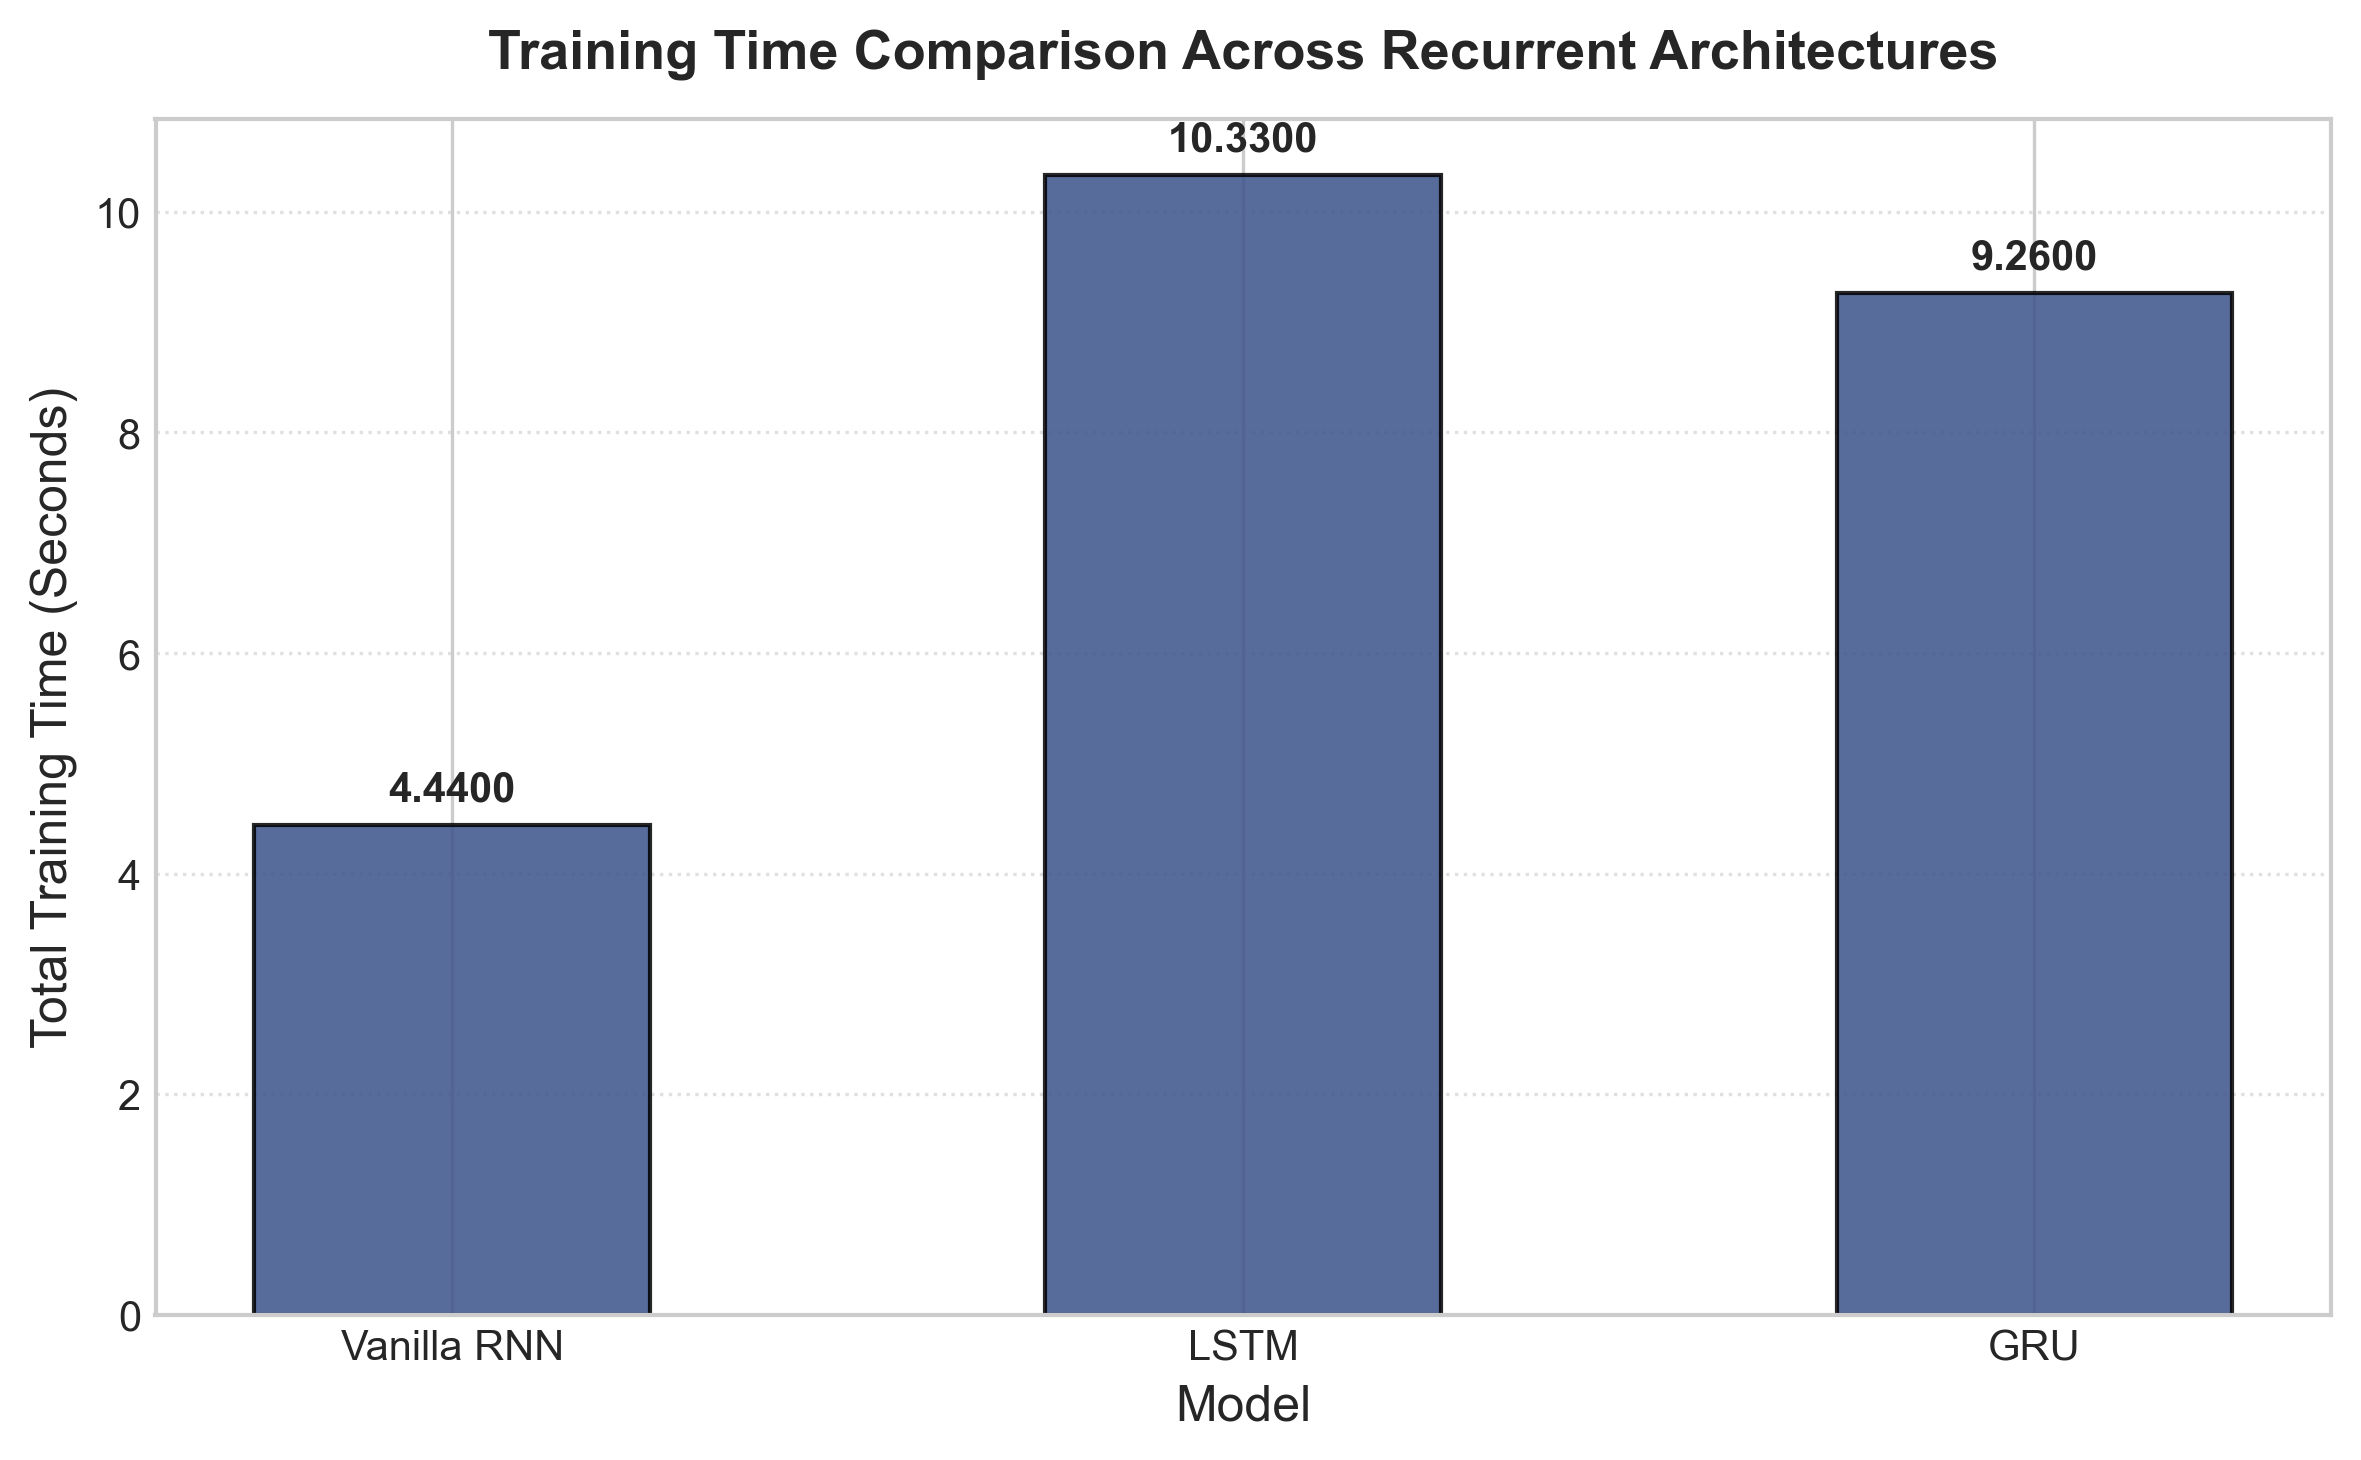 Training Time Comparison Across Recurrent Architectures
Total Training Time (Seconds)
10
8
6
4
2
0
4.4400
10.3300
9.2600
Vanilla RNN
LSTM
GRU
Model